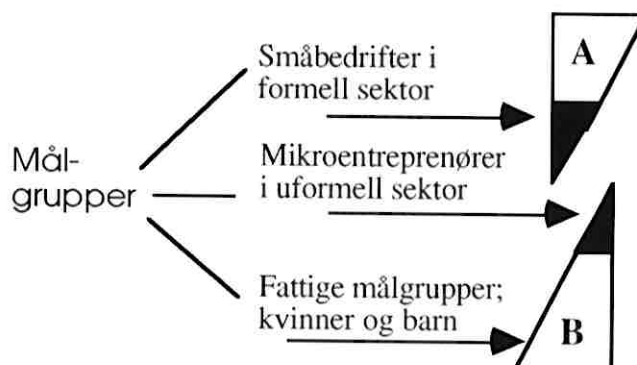 Småbedrifter i
formell sektor
A
Mål-
grupper
Mikroentreprenører
i uformell sektor
Fattige målgrupper;
kvinner og barn
B